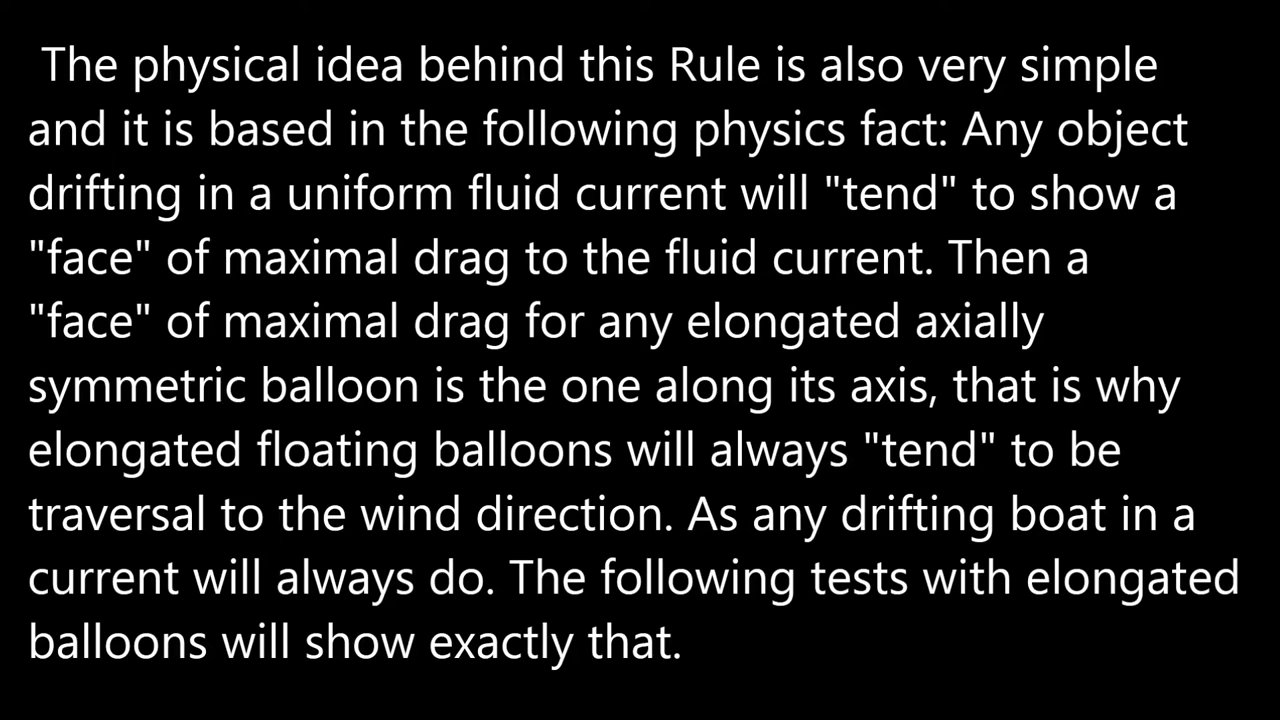 The physical idea behind this Rule is also very simple
and it is based in the following physics fact: Any object
drifting in a uniform fluid current will "tend" to show a
"face" of maximal drag to the fluid current. Then a
"face" of maximal drag for any elongated axially
symmetric balloon is the one along its axis, that is why
elongated floating balloons will always "tend" to be
traversal to the wind direction. As any drifting boat in a
current will always do. The following tests with elongated
balloons will show exactly that.